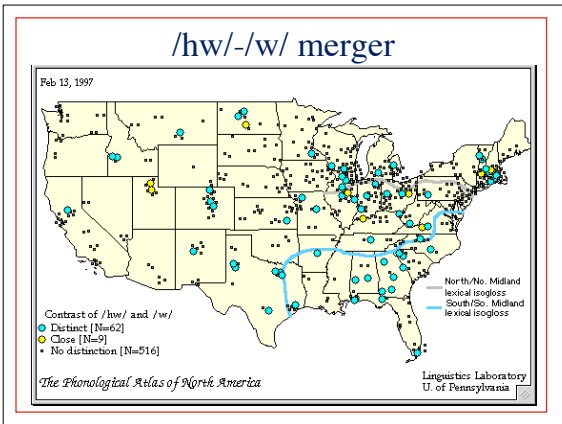 /hw/-/w/ merger
Feb 13, 1997
North/No. Midland
lexical isogloss
South/So. Midland
lexical isogloss
Contrast of /hw/ and /w/
Distinct [N=62]
Close [N=9]
No distinction [N=516]
The Phonological Atlas of North America
Linguistics Laboratory
U. of Pennsylvania